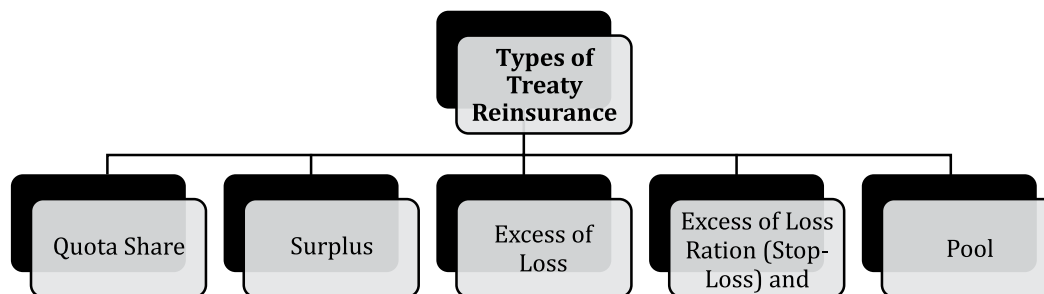 Types of
Treaty
Reinsurance
Quota Share
Surplus
Excess of
Loss
Excess of Loss
Ration (Stop-
Loss) and
Pool